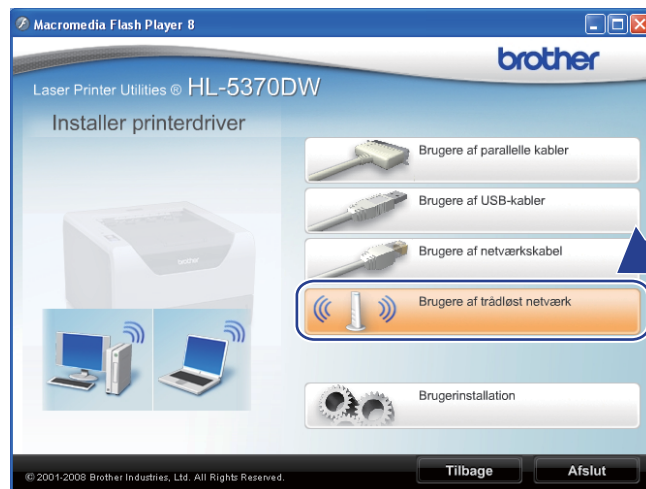 Macromedia Flash Player 8
brother
Laser Printer Utilities ® HL-5370DW
Installer printerdriver
Brugere af parallelle kabler
Brugere af USB-kabler
Brugere af netværkskabel
Brugere af trådløst netværk
Brugerinstallation
brother
© 2001-2008 Brother Industries, Ltd. All Rights Reserved.
Tilbage
Afslut